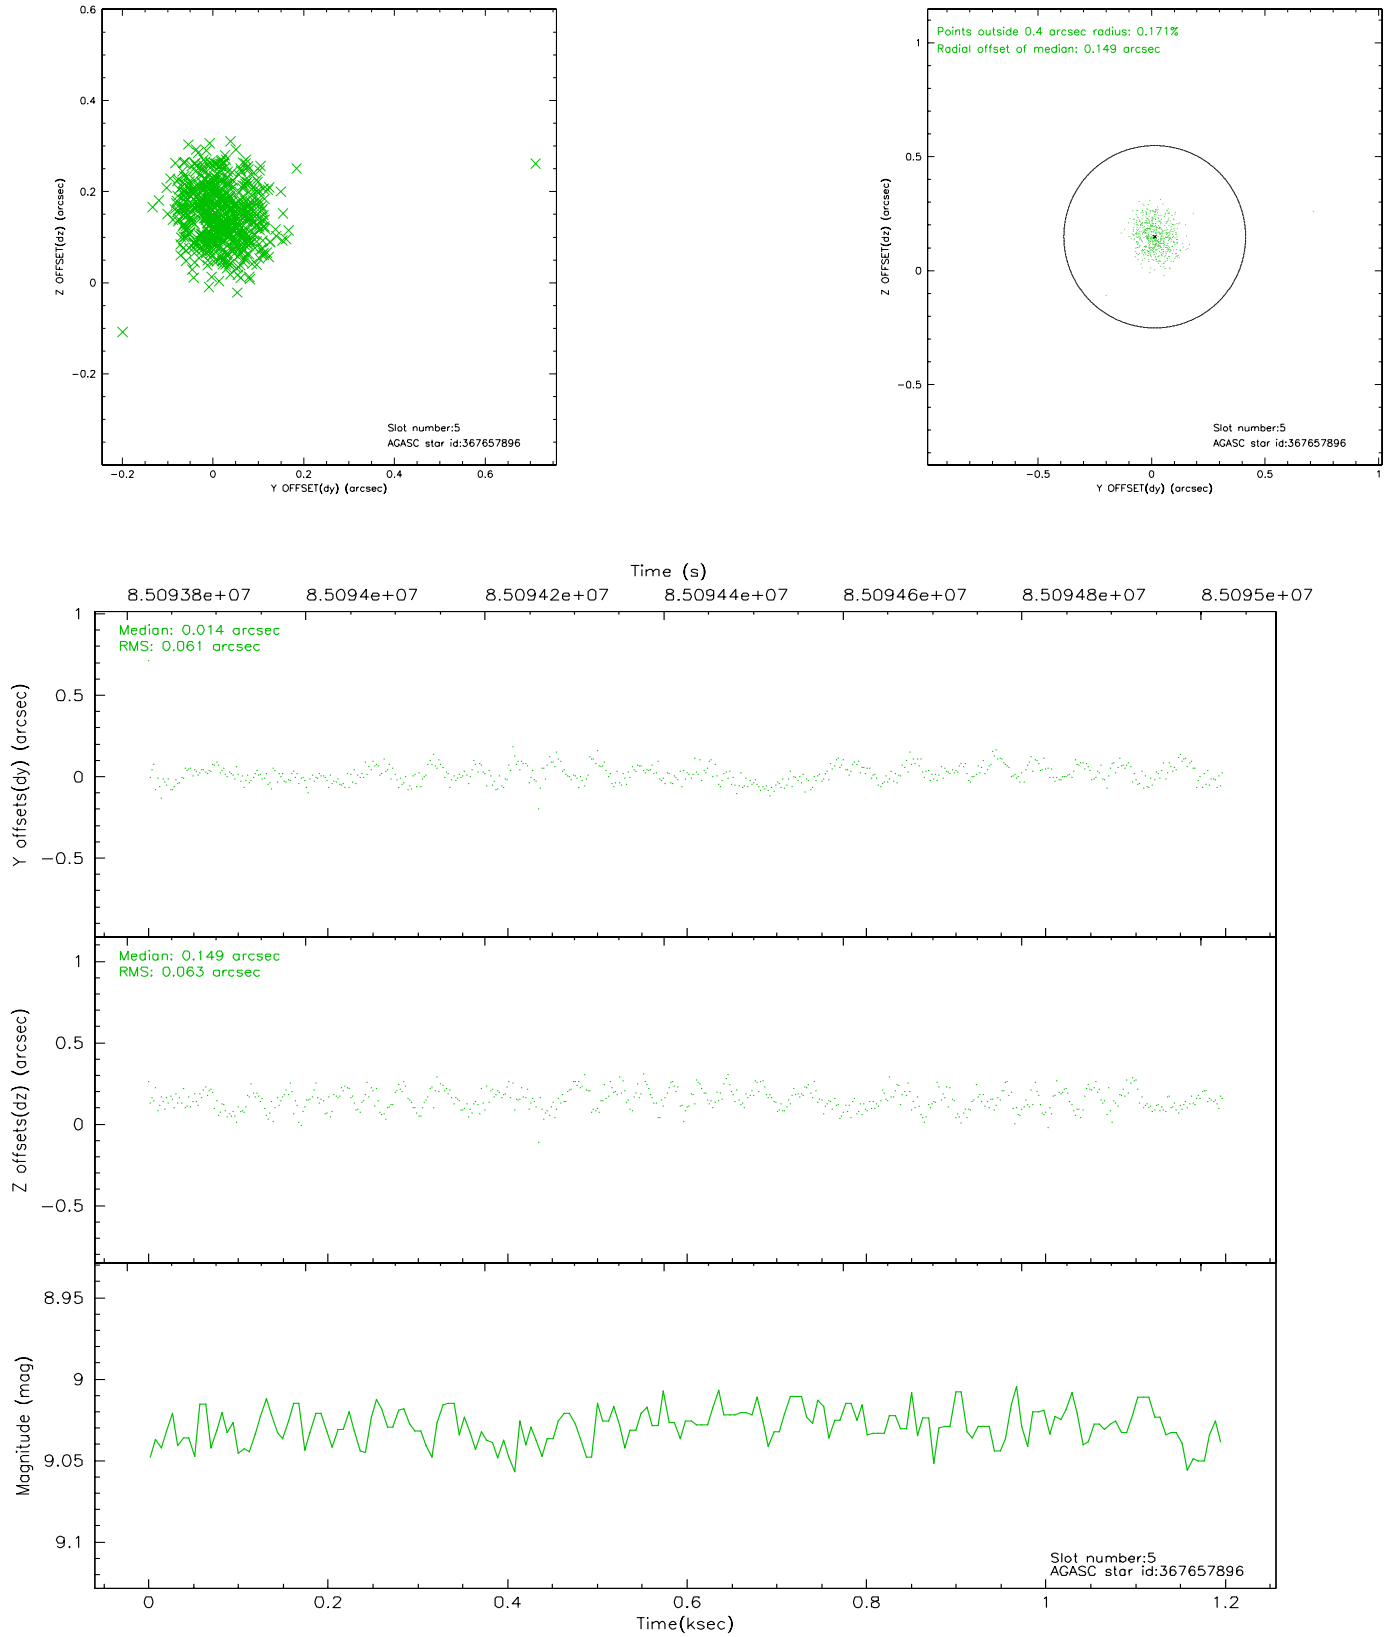 0.6
0.4
0.2
0
−0.2
Z OFFSET(dz) (arcsec)
−0.2 0 0.2 0.4 0.6
Y OFFSET(dy) (arcsec)
Slot number:5
AGASC star id:367657896
Points outside 0.4 arcsec radius: 0.171%
Radial offset of median: 0.149 arcsec
1
0.5
0
−0.5
Z OFFSET(dz) (arcsec)
−0.5 0 0.5 1
Y OFFSET(dy) (arcsec)
Slot number:5
AGASC star id:367657896
Time (s)
8.50938e+07 8.5094e+07 8.50942e+07 8.50944e+07 8.50946e+07 8.50948e+07 8.5095e+07
Median: 0.014 arcsec
RMS: 0.061 arcsec
1
0.5
0
−0.5
Y offsets(dy) (arcsec)
Median: 0.149 arcsec
RMS: 0.063 arcsec
1
0.5
0
−0.5
Z offsets(dz) (arcsec)
8.95
9
9.05
9.1
Magnitude (mag)
Slot number:5
AGASC star id:367657896
0 0.2 0.4 0.6 0.8 1 1.2
Time(ksec)